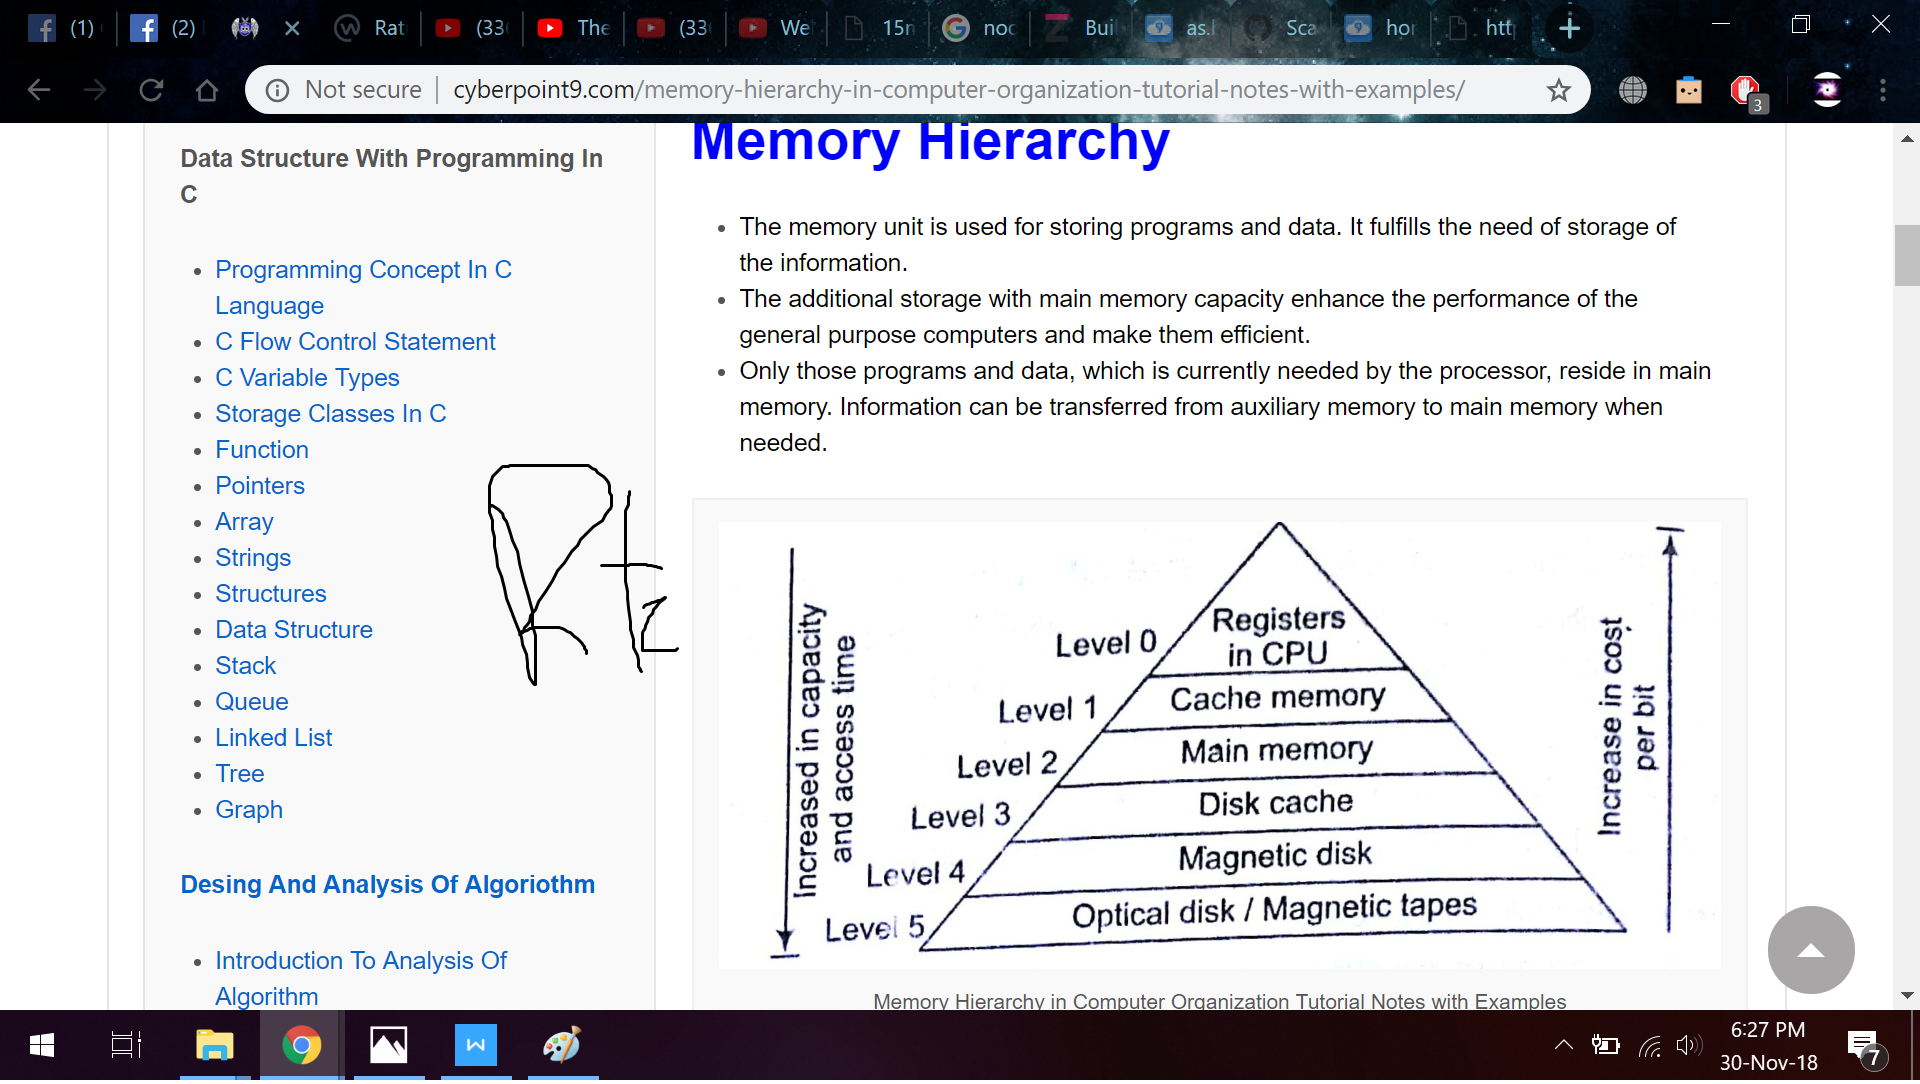 (1)
(2)
Rat
(33
The
(33
We
15n
noc
Buil
as.l
Sca
hor
htt
Not secure
cyberpoint9.com/memory-hierarchy-in-computer-organization-tutorial-notes-with-examples/
3
Data Structure With Programming In
C
Programming Concept In C
Language
C Flow Control Statement
C Variable Types
Storage Classes In C
Function
Pointers
Array
Strings
Structures
Data Structure
Stack
Queue
Linked List
Tree
Graph
Desing And Analysis Of Algoriothm
Introduction To Analysis Of
Algorithm
Memory Hierarchy
The memory unit is used for storing programs and data. It fulfills the need of storage of
the information.
The additional storage with main memory capacity enhance the performance of the
general purpose computers and make them efficient.
Only those programs and data, which is currently needed by the processor, reside in main
memory. Information can be transferred from auxiliary memory to main memory when
needed.
Increased in capacity
and access time
Level 0
Registers
in CPU
Level 1
Cache memory
Level 2
Main memory
Level 3
Disk cache
Level 4
Magnetic disk
Level 5
Optical disk / Magnetic tapes
Increase in cost
per bit
Memory Hierarchy in Computer Organization Tutorial Notes with Examples
6:27 PM
30-Nov-18
7